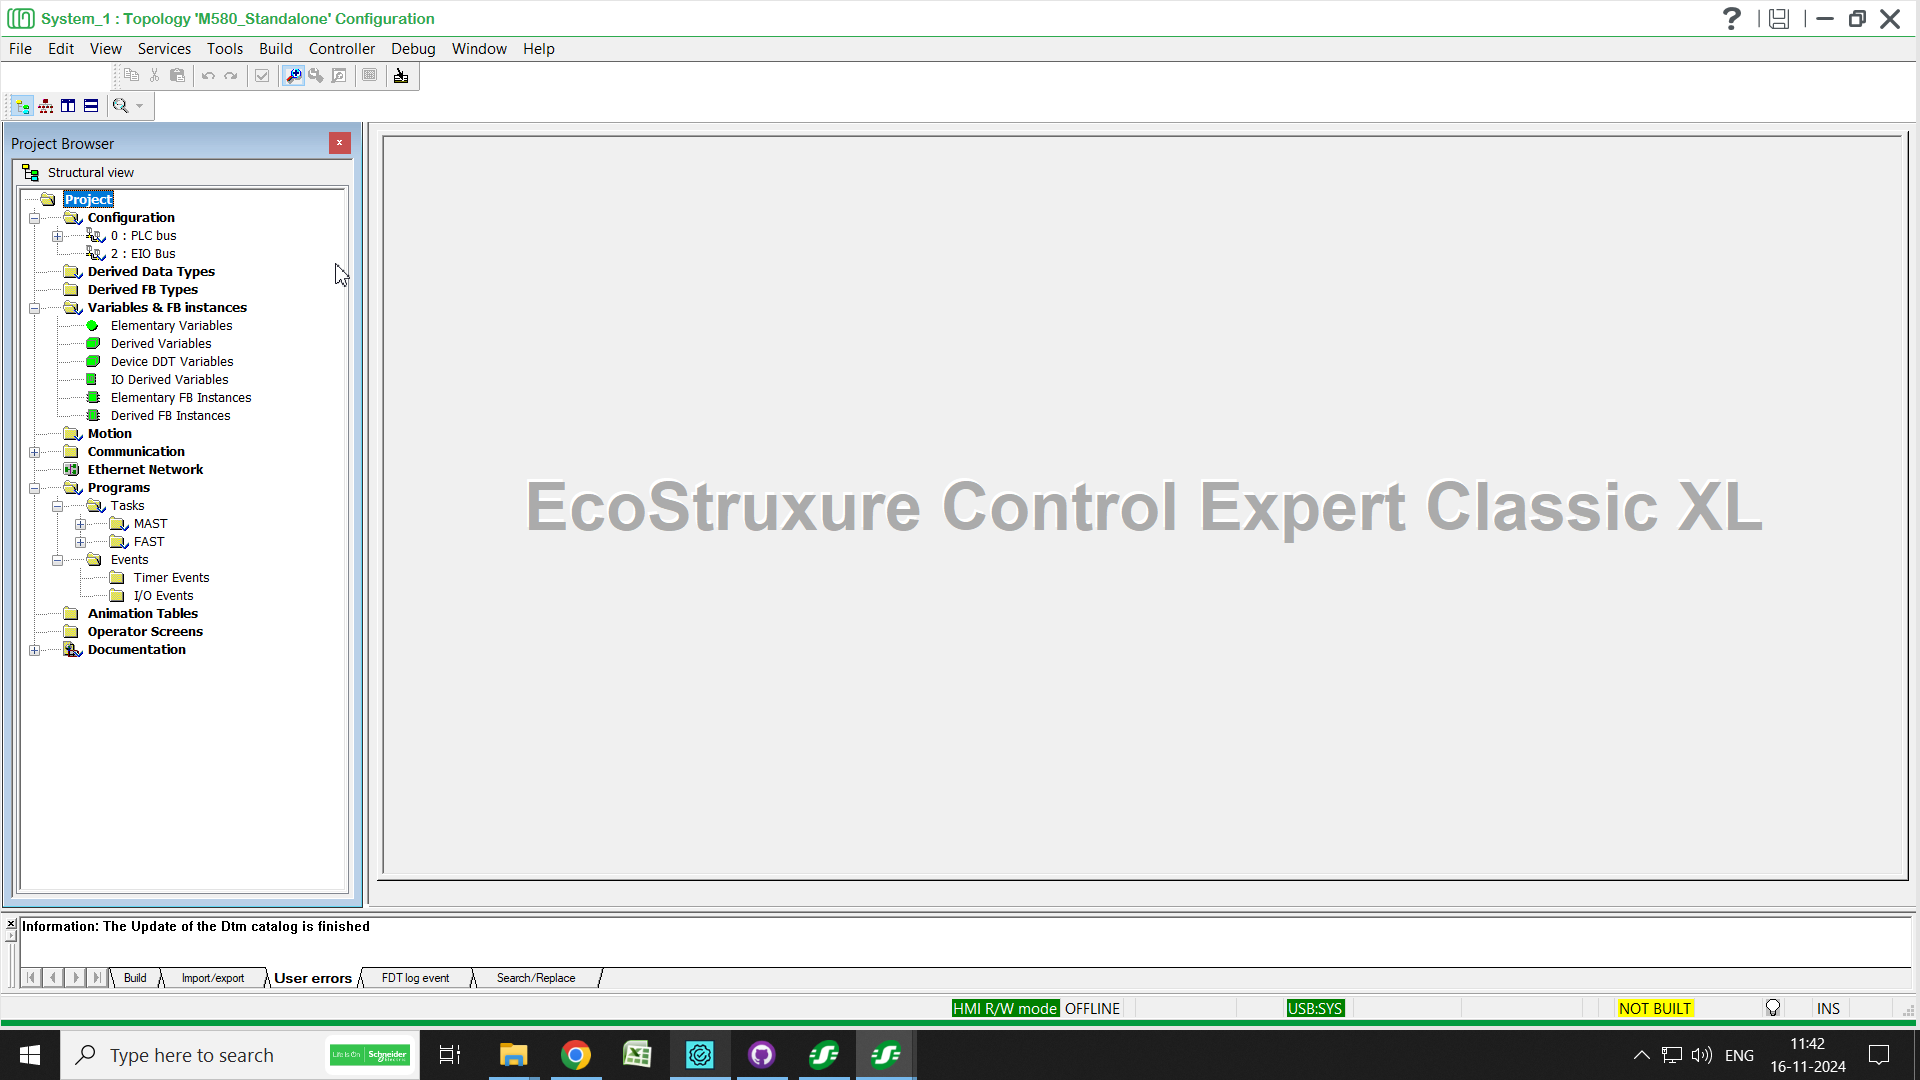 System_1 : Topology 'M580_Standalone' Configuration
File Edit View Services Tools Build Controller Debug Window Help
Project Browser
Structural view
Project
Configuration
0 : PLC bus
2 : EIO Bus
Derived Data Types
Derived FB Types
Variables & FB instances
Elementary Variables
Derived Variables
Device DDT Variables
IO Derived Variables
Elementary FB Instances
Derived FB Instances
Motion
Communication
Ethernet Network
Programs
Tasks
MAST
FAST
Events
Timer Events
I/O Events
Animation Tables
Operator Screens
Documentation
EcoStruxure Control Expert Classic XL
Information: The Update of the Dtm catalog is finished
Build Import/export User errors FDT log event Search/Replace
HMI R/W mode OFFLINE USB:SYS NOT BUILT INS
Type here to search
Life Is On Schneider Electric
ENG
11:42
16-11-2024